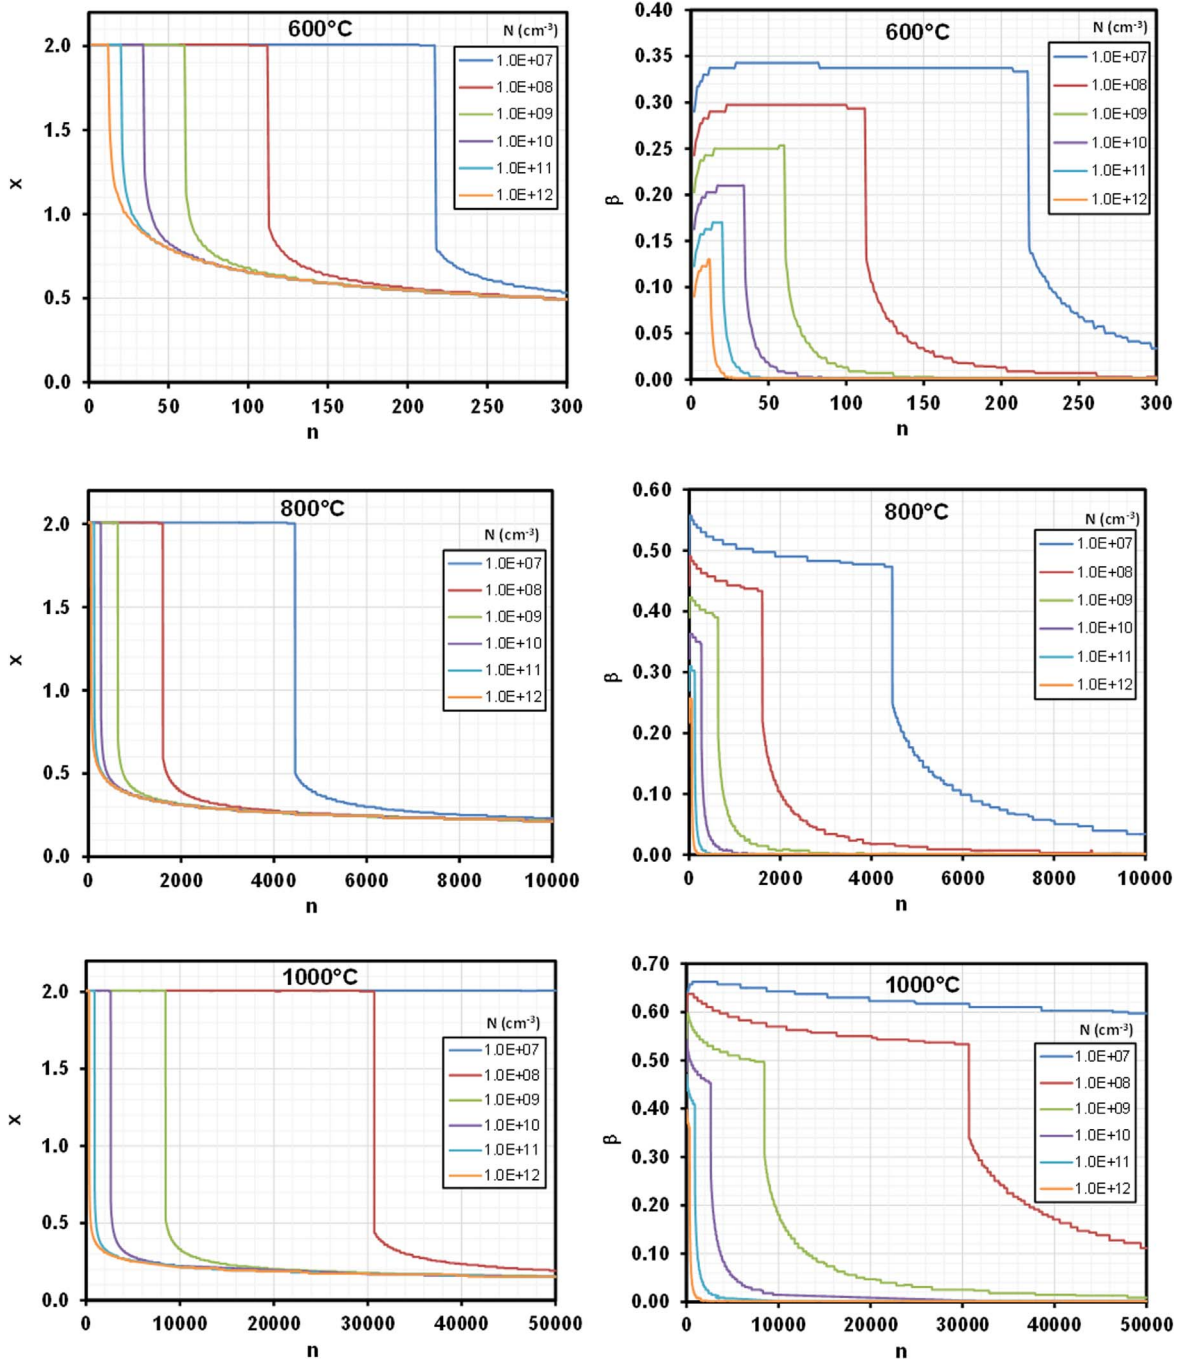 600°C
N (cm-3)
2.0
1.5
1.0
0.5
0.0
x
1.0E+07
1.0E+08
1.0E+09
1.0E+10
1.0E+11
1.0E+12
0 50 100 150 200 250 300
n
600°C
N (cm-3)
0.40
0.35
0.30
0.25
0.20
0.15
0.10
0.05
0.00
β
1.0E+07
1.0E+08
1.0E+09
1.0E+10
1.0E+11
1.0E+12
0 50 100 150 200 250 300
n
800°C
N (cm-3)
2.0
1.5
1.0
0.5
0.0
x
1.0E+07
1.0E+08
1.0E+09
1.0E+10
1.0E+11
1.0E+12
0 2000 4000 6000 8000 10000
n
800°C
N (cm-3)
0.60
0.50
0.40
0.30
0.20
0.10
0.00
β
1.0E+07
1.0E+08
1.0E+09
1.0E+10
1.0E+11
1.0E+12
0 2000 4000 6000 8000 10000
n
1000°C
N (cm-3)
2.0
1.5
1.0
0.5
0.0
x
1.0E+07
1.0E+08
1.0E+09
1.0E+10
1.0E+11
1.0E+12
0 10000 20000 30000 40000 50000
n
1000°C
N (cm-3)
0.70
0.60
0.50
0.40
0.30
0.20
0.10
0.00
β
1.0E+07
1.0E+08
1.0E+09
1.0E+10
1.0E+11
1.0E+12
0 10000 20000 30000 40000 50000
n